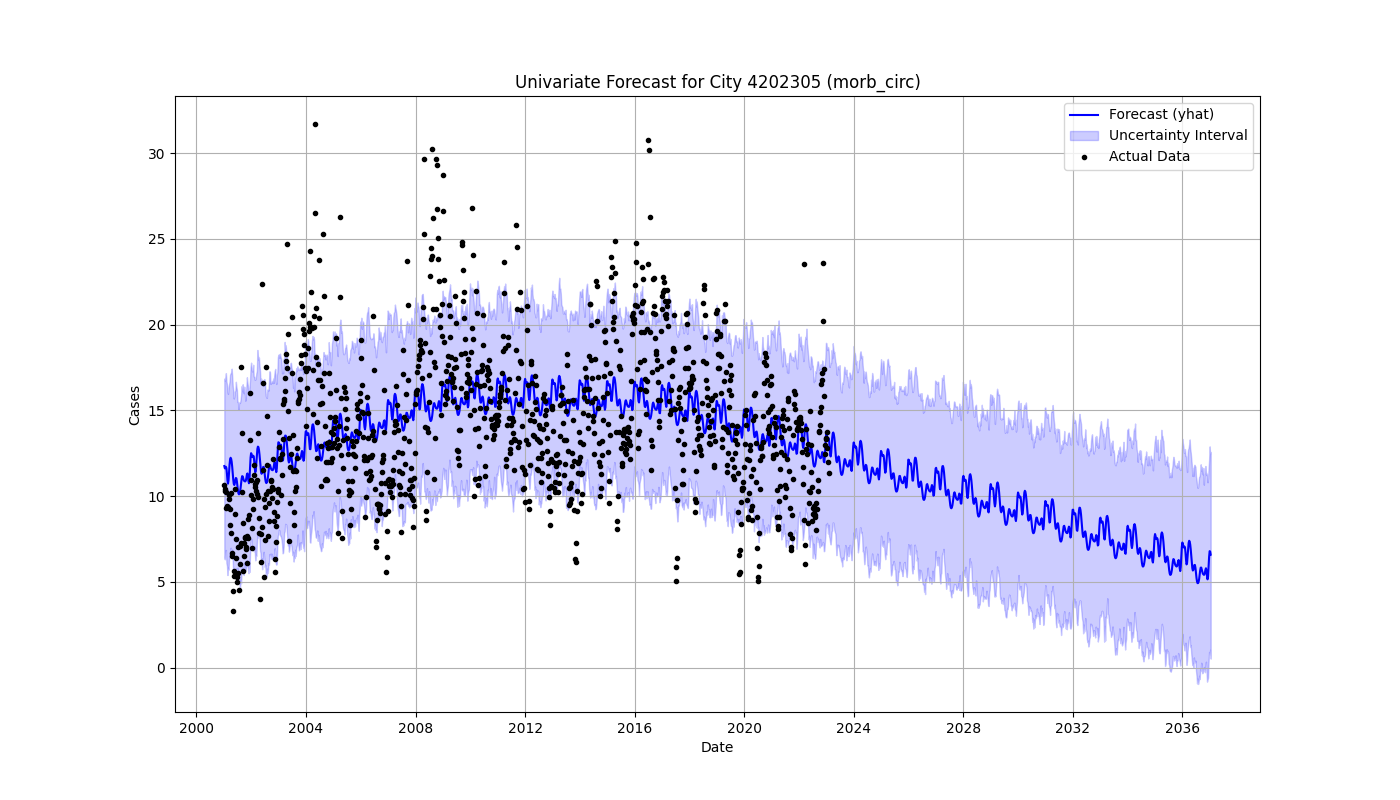 Univariate Forecast for City 4202305 (morb_circ)
Forecast (yhat)
Uncertainty Interval
Actual Data
Cases
30
25
20
15
10
5
0
2000 2004 2008 2012 2016 2020 2024 2028 2032 2036
Date